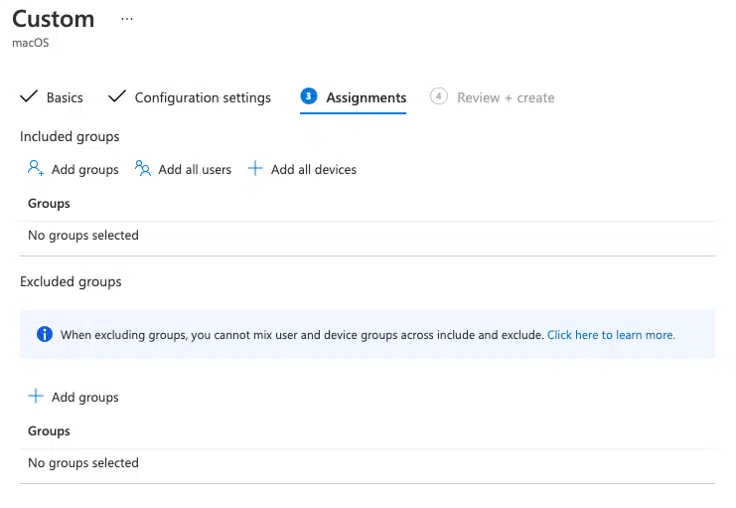 Custom ...
macOS
Basics Configuration settings 3 Assignments 4 Review + create
Included groups
Add groups Add all users Add all devices
Groups
No groups selected
Excluded groups
When excluding groups, you cannot mix user and device groups across include and exclude. Click here to learn more.
Add groups
Groups
No groups selected